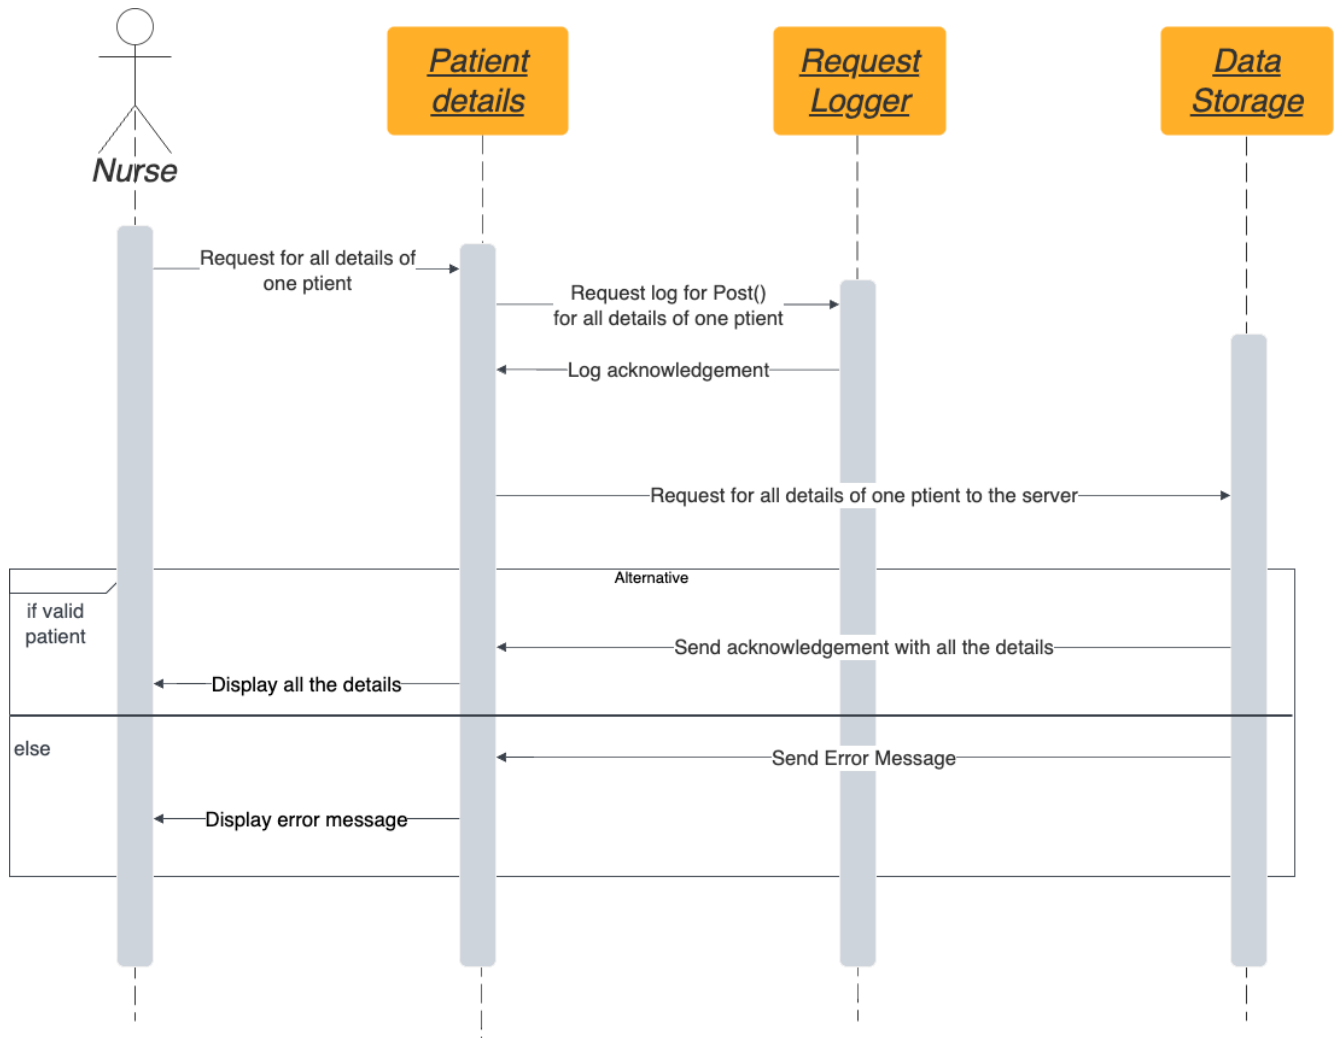 Patient
details
Request
Logger
Data
Storage
Nurse
Request for all details of
one ptient
Request log for Post()
for all details of one ptient
Log acknowledgement
Request for all details of one ptient to the server
Alternative
if valid
patient
Send acknowledgement with all the details
Display all the details
else
Send Error Message
Display error message